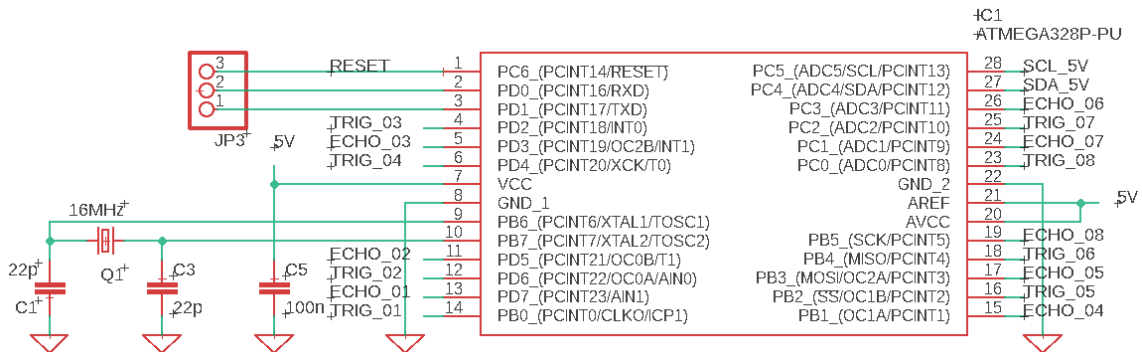 IC1
ATMEGA328P-PU
3
2
1
JP3
RESET
TRIG_03
ECHO_03
TRIG_04
5V
16MHz
Q1
22p
C1
C3
22p
C5
100n
ECHO_02
TRIG_02
ECHO_01
TRIG_01
1 PC6_(PCINT14/RESET)
2 PD0_(PCINT16/RXD)
3 PD1_(PCINT17/TXD)
4 PD2_(PCINT18/INT0)
5 PD3_(PCINT19/OC2B/INT1)
6 PD4_(PCINT20/XCK/T0)
7 VCC
8 GND_1
9 PB6_(PCINT6/XTAL1/TOSC1)
10 PB7_(PCINT7/XTAL2/TOSC2)
11 PD5_(PCINT21/OC0B/T1)
12 PD6_(PCINT22/OC0A/AIN0)
13 PD7_(PCINT23/AIN1)
14 PB0_(PCINT0/CLKO/ICP1)
PC5_(ADC5/SCL/PCINT13) 28 SCL_5V
PC4_(ADC4/SDA/PCINT12) 27 SDA_5V
PC3_(ADC3/PCINT11) 26 ECHO_06
PC2_(ADC2/PCINT10) 25 TRIG_07
PC1_(ADC1/PCINT9) 24 ECHO_07
PC0_(ADC0/PCINT8) 23 TRIG_08
GND_2 22
AREF 21
5V
AVCC 20
PB5_(SCK/PCINT5) 19 ECHO_08
PB4_(MISO/PCINT4) 18 TRIG_06
PB3_(MOSI/OC2A/PCINT3) 17 ECHO_05
PB2_(SS/OC1B/PCINT2) 16 TRIG_05
PB1_(OC1A/PCINT1) 15 ECHO_04